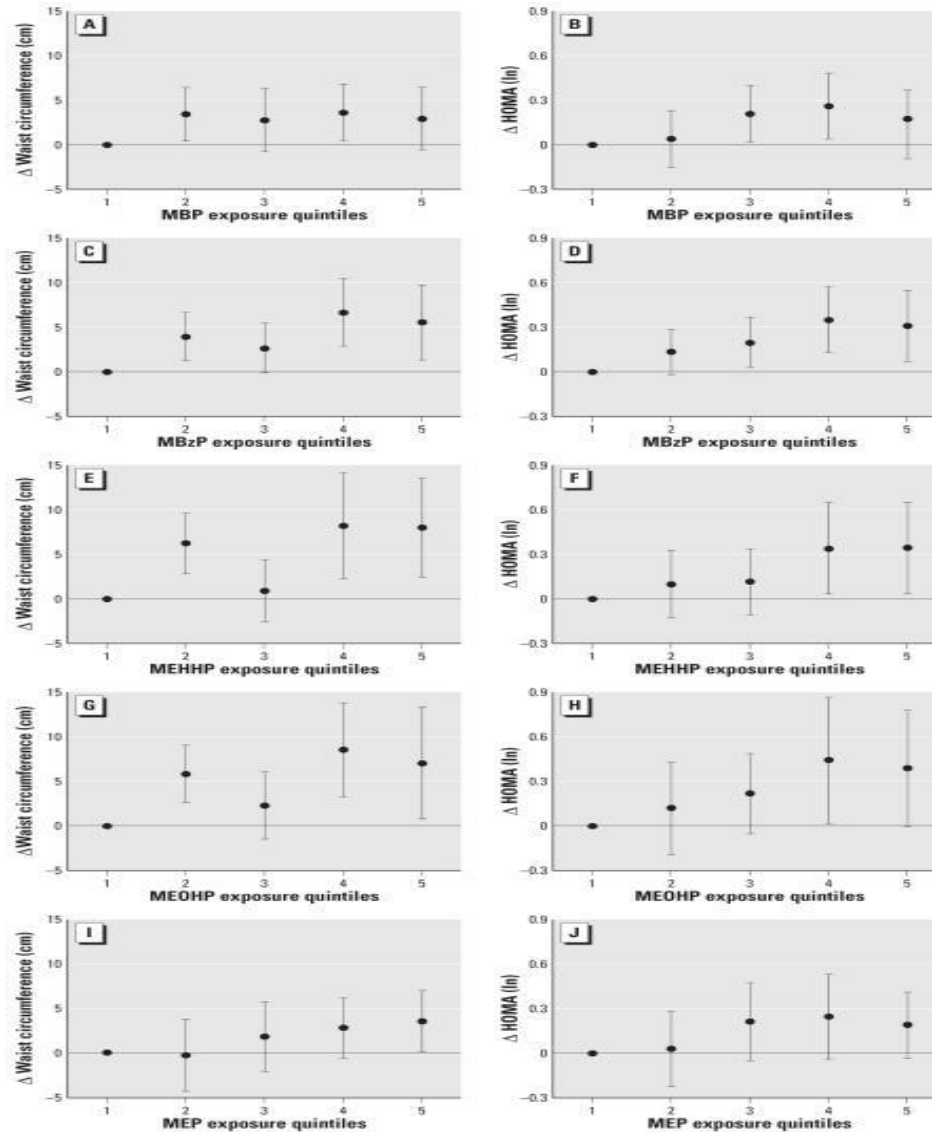 A
15
10
5
0
−5
Δ Waist circumference (cm)
1 2 3 4 5
MBP exposure quintiles
B
0.9
0.6
0.3
0
−0.3
Δ HOMA (ln)
1 2 3 4 5
MBP exposure quintiles
C
15
10
5
0
−5
Δ Waist circumference (cm)
1 2 3 4 5
MBzP exposure quintiles
D
0.9
0.6
0.3
0
−0.3
Δ HOMA (ln)
1 2 3 4 5
MBzP exposure quintiles
E
15
10
5
0
−5
Δ Waist circumference (cm)
1 2 3 4 5
MEHHP exposure quintiles
F
0.9
0.6
0.3
0
−0.3
Δ HOMA (ln)
1 2 3 4 5
MEHHP exposure quintiles
G
15
10
5
0
−5
ΔWaist circumference (cm)
1 2 3 4 5
MEOHP exposure quintiles
H
0.9
0.6
0.3
0
−0.3
Δ HOMA (ln)
1 2 3 4 5
MEOHP exposure quintiles
I
15
10
5
0
−5
Δ Waist circumference (cm)
1 2 3 4 5
MEP exposure quintiles
J
0.9
0.6
0.3
0
−0.3
Δ HOMA (ln)
1 2 3 4 5
MEP exposure quintiles